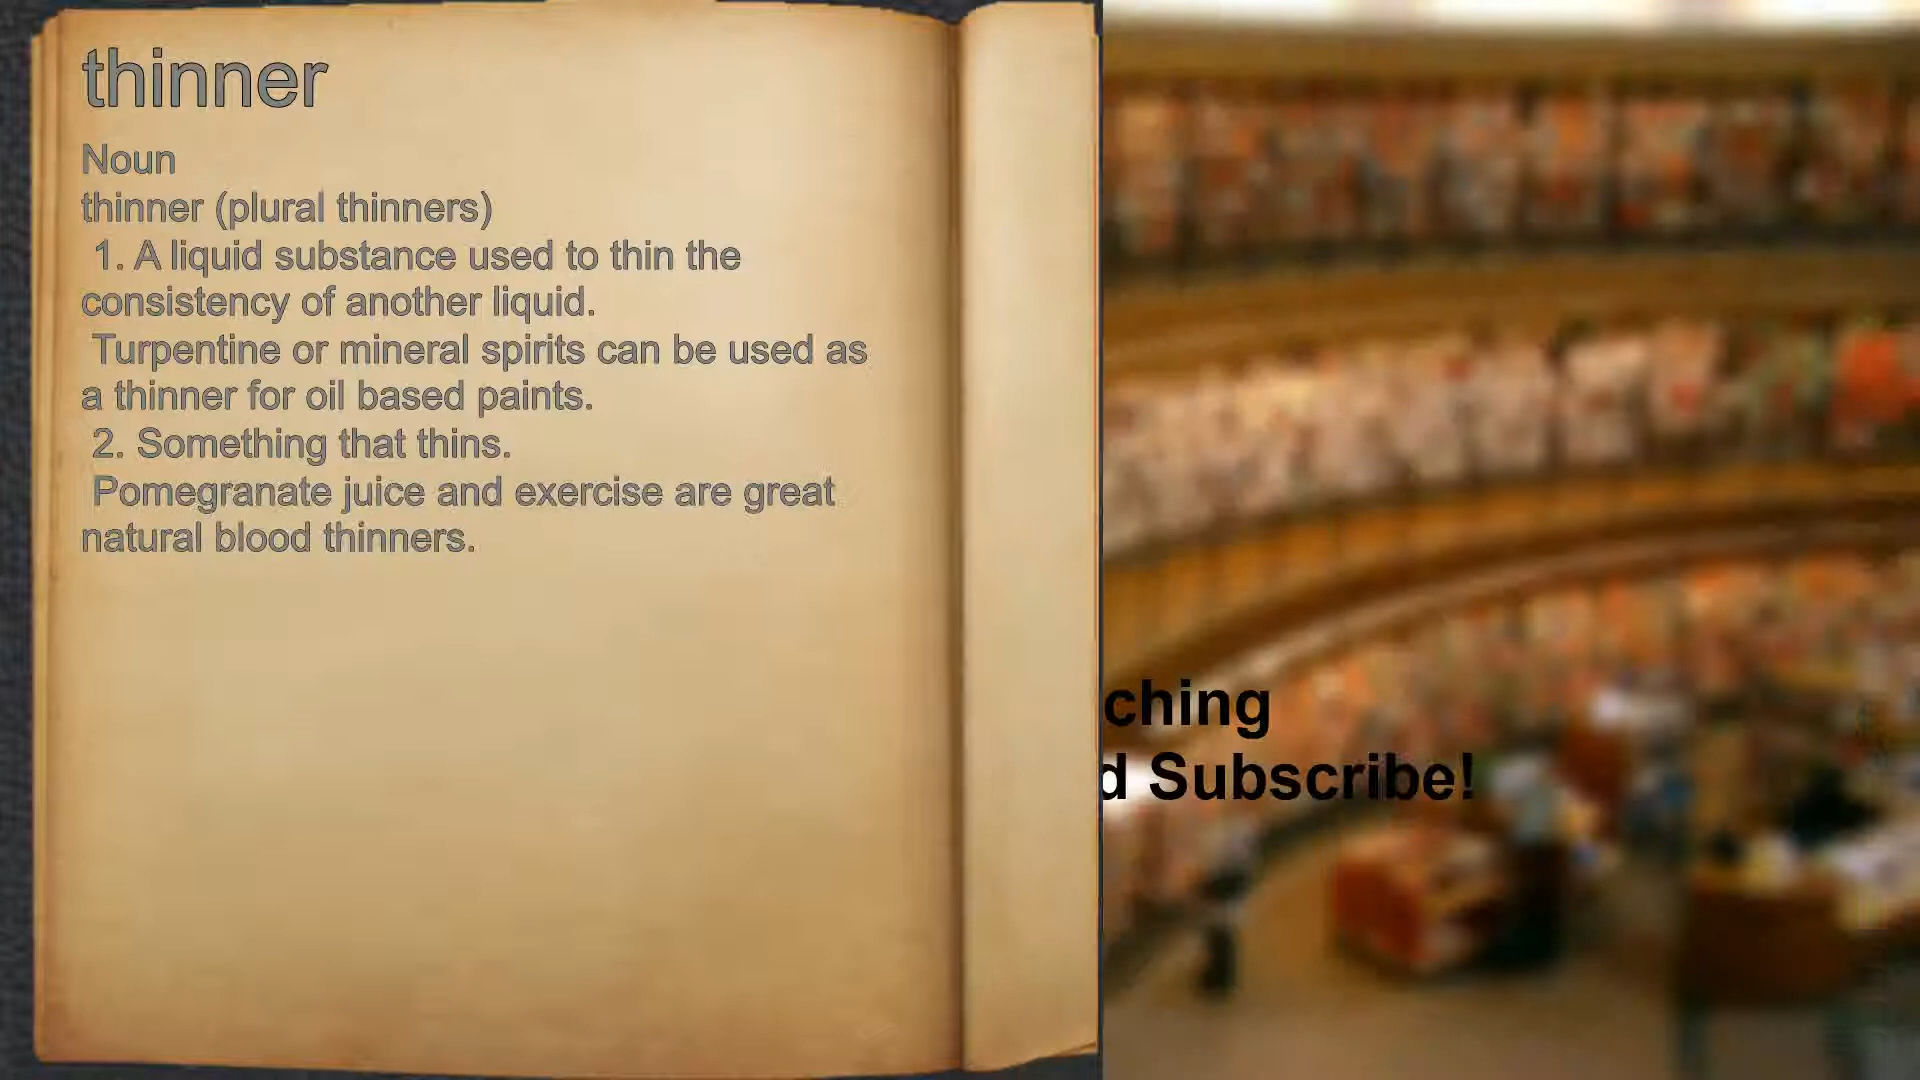 thinner
Noun
thinner (plural thinners)
1. A liquid substance used to thin the
consistency of another liquid.
Turpentine or mineral spirits can be used as
a thinner for oil based paints.
2. Something that thins.
Pomegranate juice and exercise are great
natural blood thinners.
ching
d Subscribe!